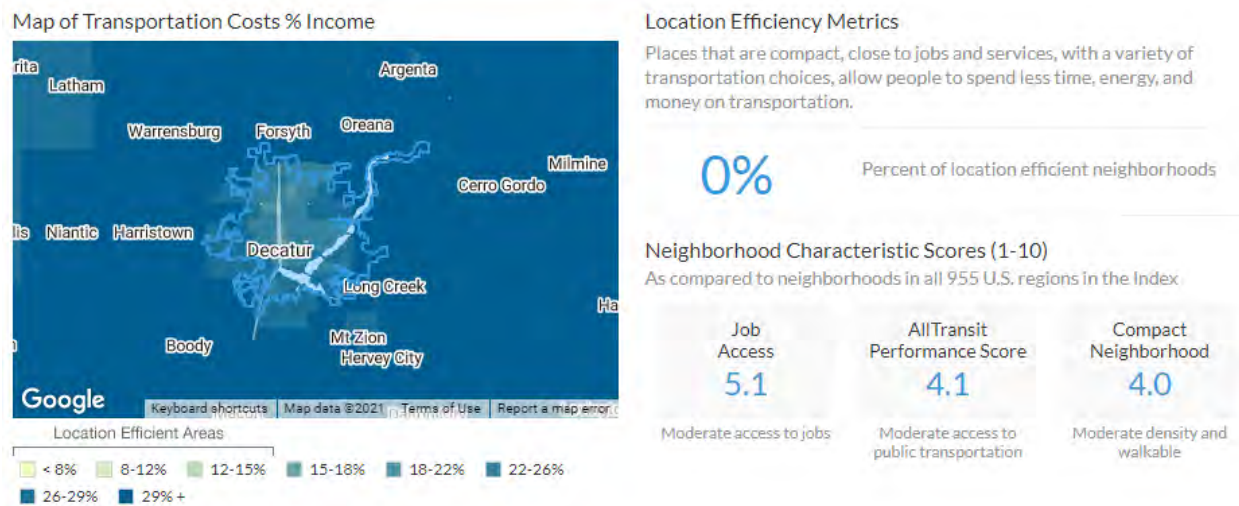 Map of Transportation Costs % Income
rita
Latham
Argenta
Warrensburg
Forsyth
Oreana
Milmine
Cerro Gordo
lis
Niantic
Harristown
Decatur
Long Creek
Ha
Boody
Mt Zion
Hervey City
Google
Keyboard shortcuts
Map data ©2021
Terms of Use
Report a map error
Location Efficient Areas
< 8%
8-12%
12-15%
15-18%
18-22%
22-26%
26-29%
29% +
Location Efficiency Metrics
Places that are compact, close to jobs and services, with a variety of
transportation choices, allow people to spend less time, energy, and
money on transportation.
0%
Percent of location efficient neighborhoods
Neighborhood Characteristic Scores (1-10)
As compared to neighborhoods in all 955 U.S. regions in the Index
Job
Access
5.1
Moderate access to jobs
AllTransit
Performance Score
4.1
Moderate access to
public transportation
Compact
Neighborhood
4.0
Moderate density and
walkable